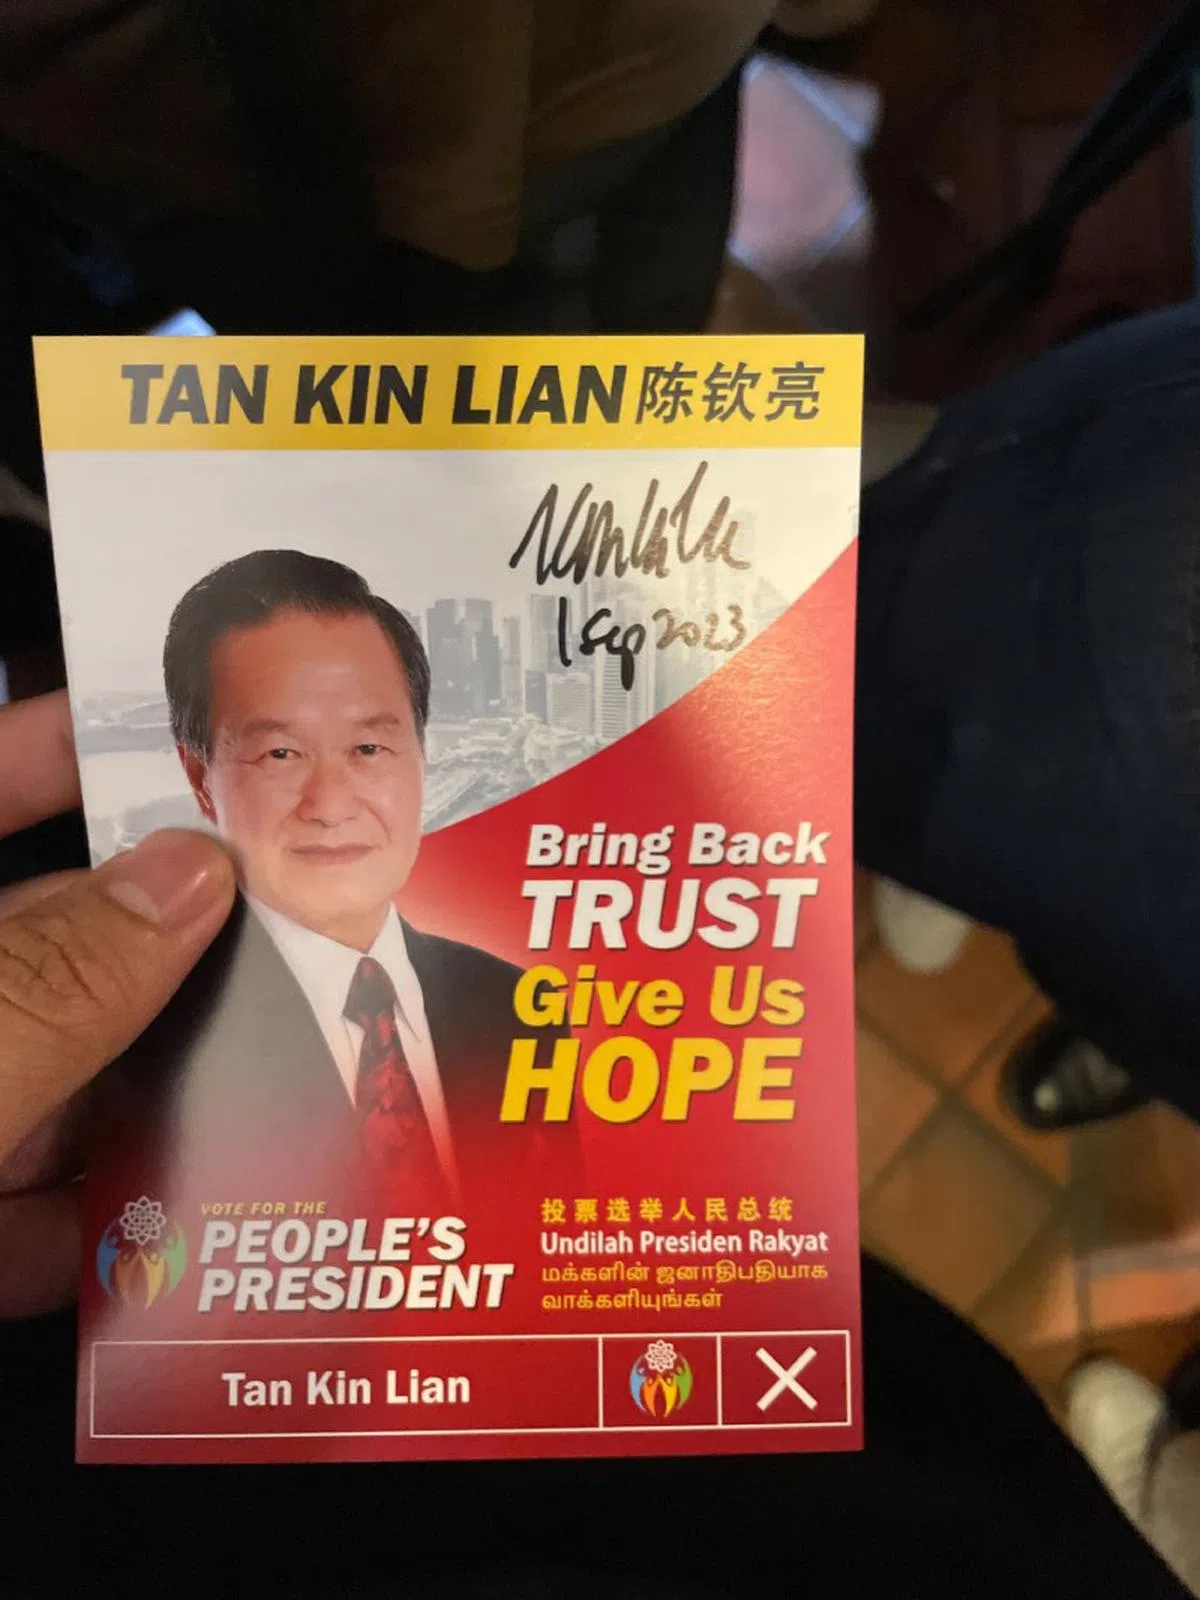 TAN KIN LIAN 陈钦亮
1 Sep 2023
Bring Back
TRUST
Give Us
HOPE
VOTE FOR THE
PEOPLE'S
PRESIDENT
投票选举人民总统
Undilah Presiden Rakyat
மக்களின் ஜனாதிபதியாக
வாக்களியுங்கள்
Tan Kin Lian